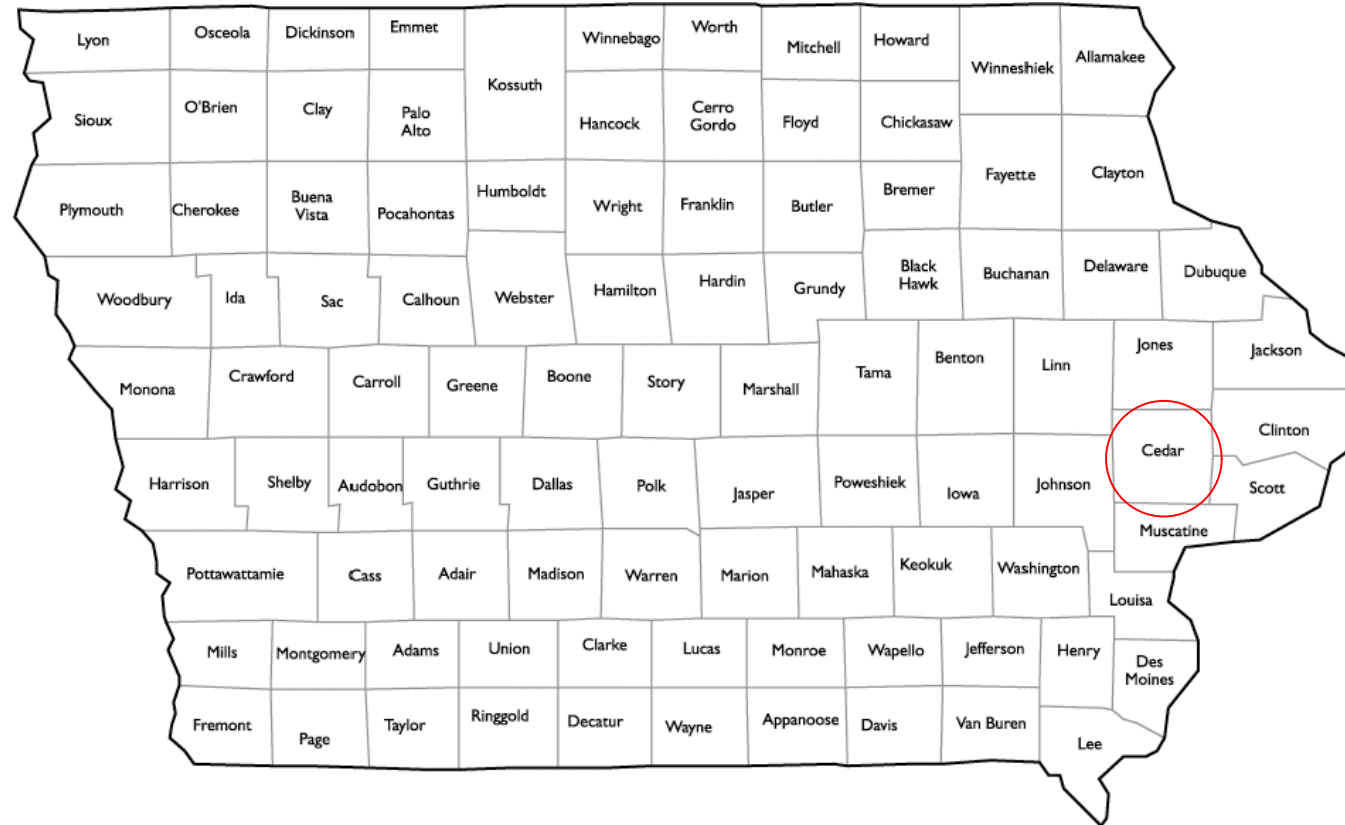 Lyon
Osceola
Dickinson
Emmet
Kossuth
Winnebago
Worth
Mitchell
Howard
Winneshiek
Allamakee
Sioux
O'Brien
Clay
Palo
Alto
Hancock
Cerro
Gordo
Floyd
Chickasaw
Fayette
Clayton
Plymouth
Cherokee
Buena
Vista
Pocahontas
Humboldt
Wright
Franklin
Butler
Bremer
Woodbury
Ida
Sac
Calhoun
Webster
Hamilton
Hardin
Grundy
Black
Hawk
Buchanan
Delaware
Dubuque
Monona
Crawford
Carroll
Greene
Boone
Story
Marshall
Tama
Benton
Linn
Jones
Jackson
Harrison
Shelby
Audobon
Guthrie
Dallas
Polk
Jasper
Poweshiek
Iowa
Johnson
Cedar
Clinton
Scott
Muscatine
Pottawattamie
Cass
Adair
Madison
Warren
Marion
Mahaska
Keokuk
Washington
Louisa
Mills
Montgomery
Adams
Union
Clarke
Lucas
Monroe
Wapello
Jefferson
Henry
Des
Moines
Fremont
Page
Taylor
Ringgold
Decatur
Wayne
Appanoose
Davis
Van Buren
Lee